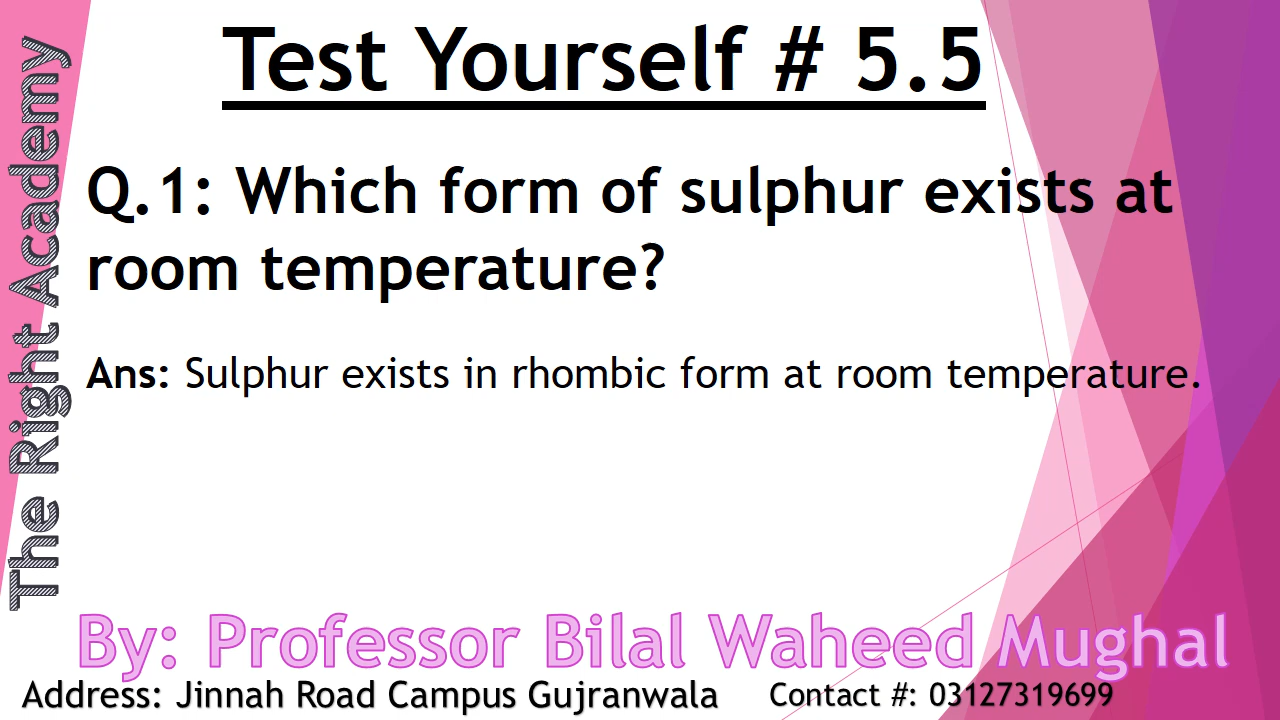 Test Yourself # 5.5
The Right Academy
Q.1: Which form of sulphur exists at
room temperature?
Ans: Sulphur exists in rhombic form at room temperature.
By: Professor Bilal Waheed Mughal
Address: Jinnah Road Campus Gujranwala Contact #: 03127319699